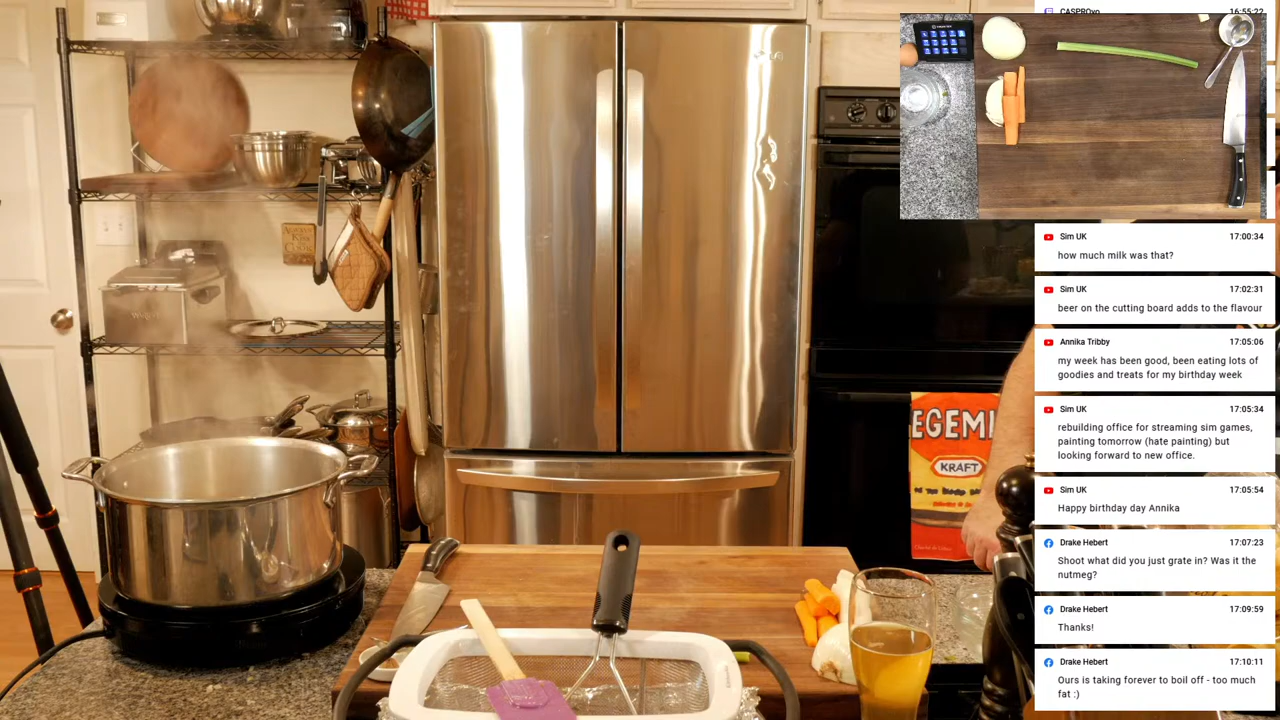 CASPROyo 16:55:22
Sim UK 17:00:34
how much milk was that?
Sim UK 17:02:31
beer on the cutting board adds to the flavour
Annika Tribby 17:05:06
my week has been good, been eating lots of
goodies and treats for my birthday week
Sim UK 17:05:34
rebuilding office for streaming sim games,
painting tomorrow (hate painting) but
looking forward to new office.
Sim UK 17:05:54
Happy birthday day Annika
Drake Hebert 17:07:23
Shoot what did you just grate in? Was it the
nutmeg?
Drake Hebert 17:09:59
Thanks!
Drake Hebert 17:10:11
Ours is taking forever to boil off - too much
fat :)
EGEMI
KRAFT